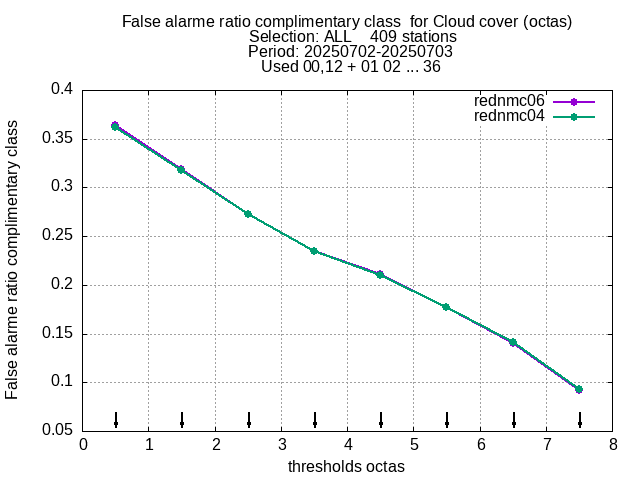 False alarme ratio complimentary class  for Cloud cover (octas)
Selection: ALL    409 stations
Period: 20250702-20250703
Used 00,12 + 01 02 ... 36
rednmc06
rednmc04
False alarme ratio complimentary class
0.4
0.35
0.3
0.25
0.2
0.15
0.1
0.05
0 1 2 3 4 5 6 7 8
thresholds octas